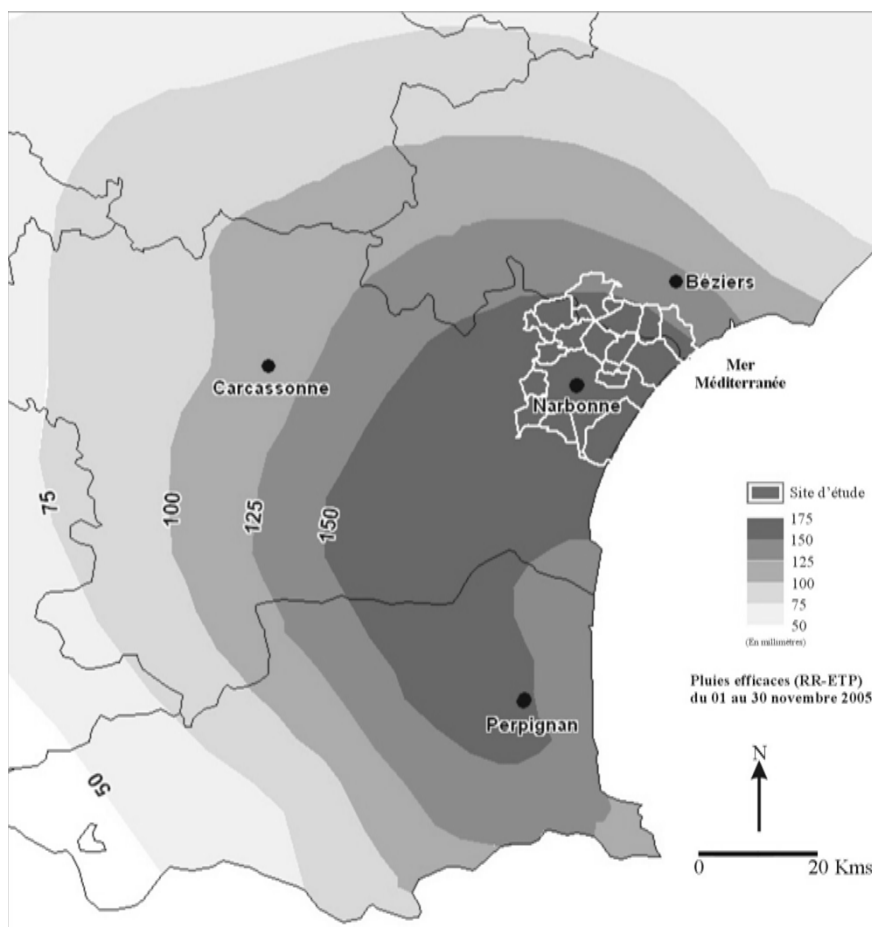 Béziers
Mer
Méditerranée
Carcassonne
Narbonne
75
100
125
150
Site d'étude
175
150
125
100
75
50
(En millimètres)
Pluies efficaces (RR-ETP)
du 01 au 30 novembre 2005
Perpignan
50
N
0 20 Kms